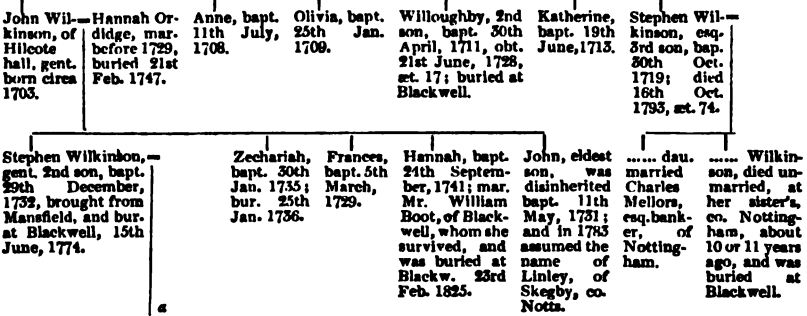 John Wil-
kinson, of
Hilcote
hall, gent.
born circa
1703.
Hannah Or-
didge, mar.
before 1729,
buried 21st
Feb. 1747.
Anne, bapt.
11th July,
1708.
Olivia, bapt.
25th Jan.
1709.
Willoughby, 2nd
son, bapt. 30th
April, 1711, obt.
21st June, 1728,
æt. 17; buried at
Blackwell.
Katherine,
bapt. 19th
June, 1713.
Stephen Wil-
kinson, esq.
3rd son, bap.
30th Oct.
1719; died
16th Oct.
1793, æt. 74.
Stephen Wilkinson,
gent. 2nd son, bapt.
29th December,
1732, brought from
Mansfield, and bur.
at Blackwell, 15th
June, 1774.
Zechariah,
bapt. 30th
Jan. 1735;
bur. 25th
Jan. 1736.
Frances,
bapt. 5th
March,
1729.
Hannah, bapt.
24th Septem-
ber, 1741; mar.
Mr. William
Boot, of Black-
well, whom she
survived, and
was buried at
Blackw. 23rd
Feb. 1825.
John, eldest
son, was
disinherited
bapt. 11th
May, 1731;
and in 1783
assumed the
name of
Linley, of
Skegby, co.
Notts.
...... dau.
married
Charles
Mellors,
esq. bank-
er, of
Notting-
ham.
...... Wilkin-
son, died un-
married, at
her sister's,
co. Notting-
ham, about
10 or 11 years
ago, and was
buried at
Blackwell.
a